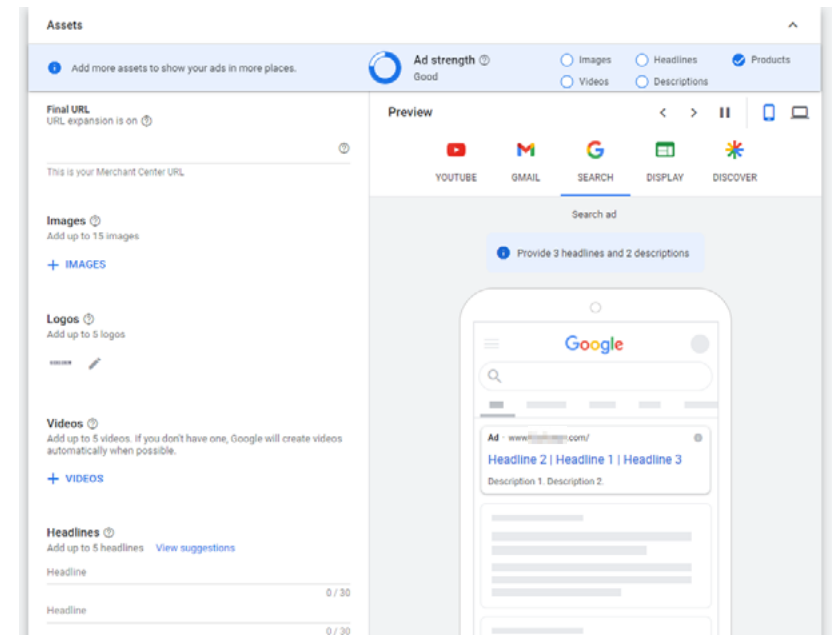 Assets
Add more assets to show your ads in more places.
Ad strength
Good
Images
Headlines
Products
Videos
Descriptions
Final URL
URL expansion is on
This is your Merchant Center URL
Images
Add up to 15 images
+ IMAGES
Logos
Add up to 5 logos
Videos
Add up to 5 videos. If you don't have one, Google will create videos
automatically when possible.
+ VIDEOS
Headlines
Add up to 5 headlines View suggestions
Headline
0 / 30
Headline
0 / 30
Preview
YOUTUBE
GMAIL
SEARCH
DISPLAY
DISCOVER
Search ad
Provide 3 headlines and 2 descriptions
Google
Ad · www. .com/
Headline 2 | Headline 1 | Headline 3
Description 1. Description 2.